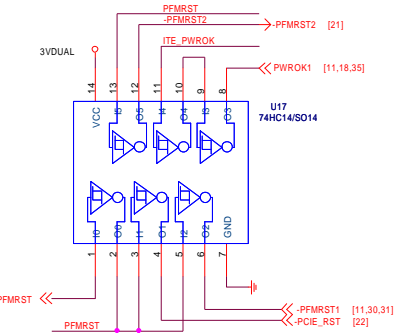 PFMRST
-PFMRST2
-PFMRST2 [21]
ITE_PWROK
3VDUAL
PWROK1 [11,18,35]
14 13 12 11 10 9 8
U17
74HC14/SO14
VCC I5 O5 I4 O4 I3 O3
I0 O0 I1 O1 I2 O2 GND
1 2 3 4 5 6 7
PFMRST
-PFMRST1 [11,30,31]
-PCIE_RST [22]
PFMRST